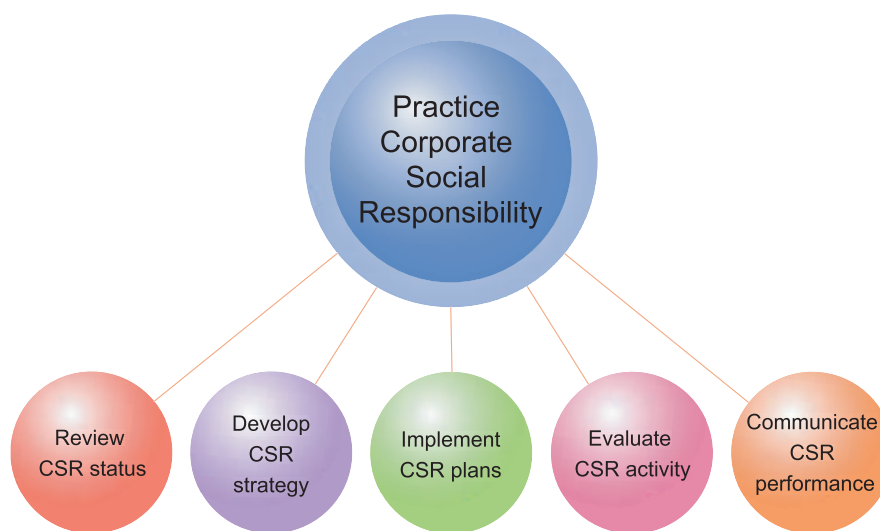 Practice
Corporate
Social
Responsibility
Review
CSR status
Develop
CSR
strategy
Implement
CSR plans
Evaluate
CSR activity
Communicate
CSR
performance